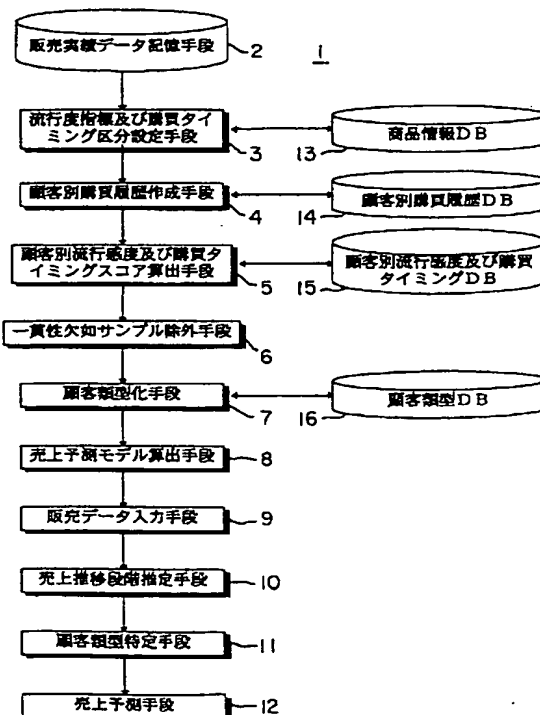 販売実績データ記憶手段
2
1
流行度指標及び購買タイ
ミング区分設定手段
3
商品情報DB
13
顧客別購買履歴作成手段
4
顧客別購買履歴DB
14
顧客別流行感度及び購買タ
イミングスコア算出手段
5
顧客別流行感度及び購買
タイミングDB
15
一貫性欠如サンプル除外手段
6
顧客類型化手段
7
顧客類型DB
16
売上予測モデル算出手段
8
販売データ入力手段
9
売上推移段階推定手段
10
顧客類型特定手段
11
売上予測手段
12